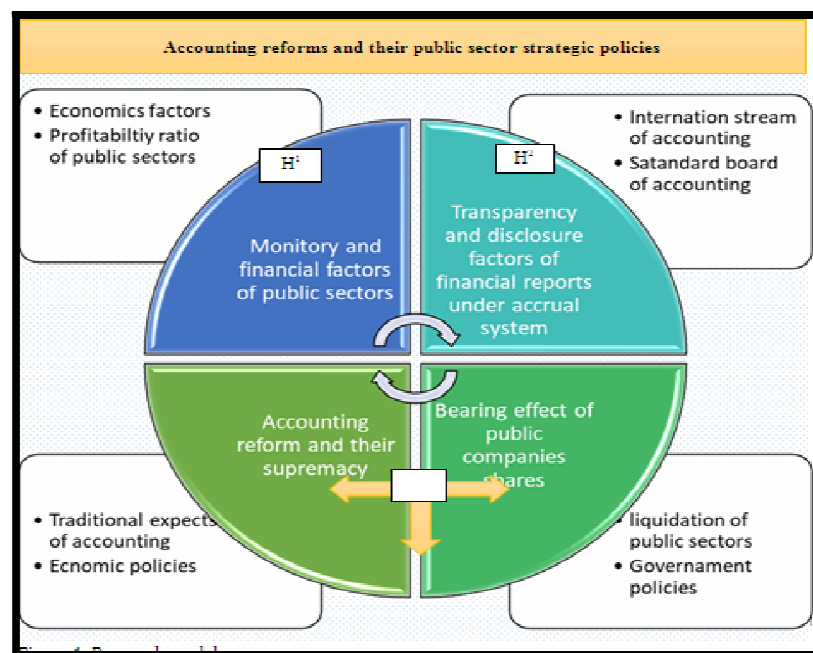 Accounting reforms and their public sector strategic policies
• Economics factors
• Profitabiltiy ratio
of public sectors
• Internation stream
of accounting
• Satandard board
of accounting
H¹
H²
Monitory and
financial factors
of public sectors
Transparency
and disclosure
factors of
financial reports
under accrual
system
Accounting
reform and their
supremacy
Bearing effect of
public
companies
shares
• Traditional expects
of accounting
• Ecnomic policies
• liquidation of
public sectors
• Governament
policies